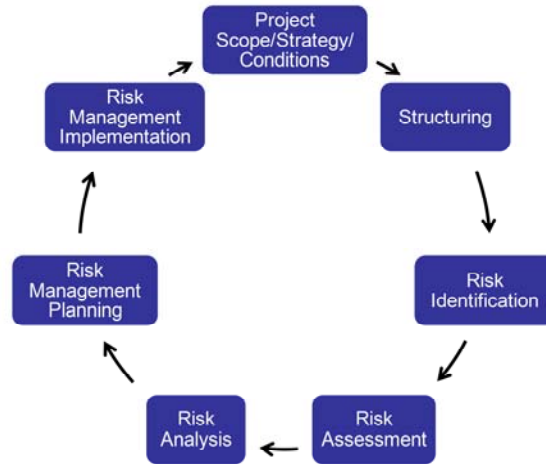 Project
Scope/Strategy/
Conditions
Structuring
Risk
Identification
Risk
Assessment
Risk
Analysis
Risk
Management
Planning
Risk
Management
Implementation